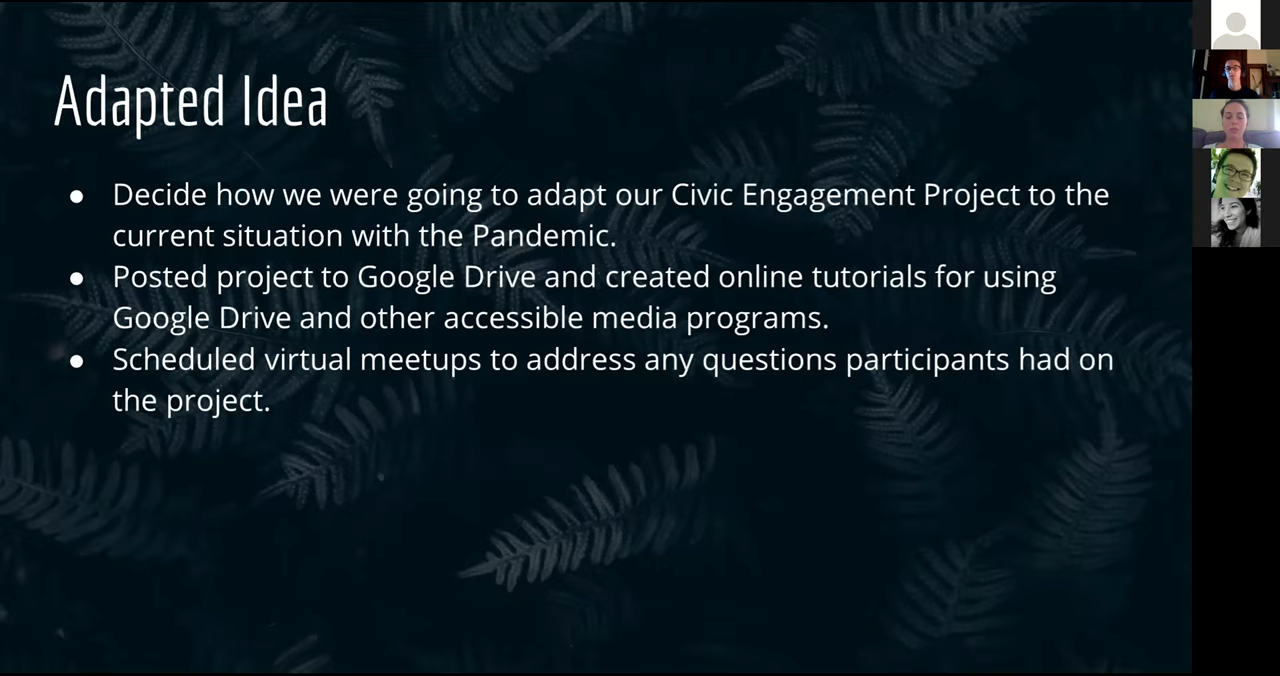 Adapted Idea
● Decide how we were going to adapt our Civic Engagement Project to the
current situation with the Pandemic.
● Posted project to Google Drive and created online tutorials for using
Google Drive and other accessible media programs.
● Scheduled virtual meetups to address any questions participants had on
the project.